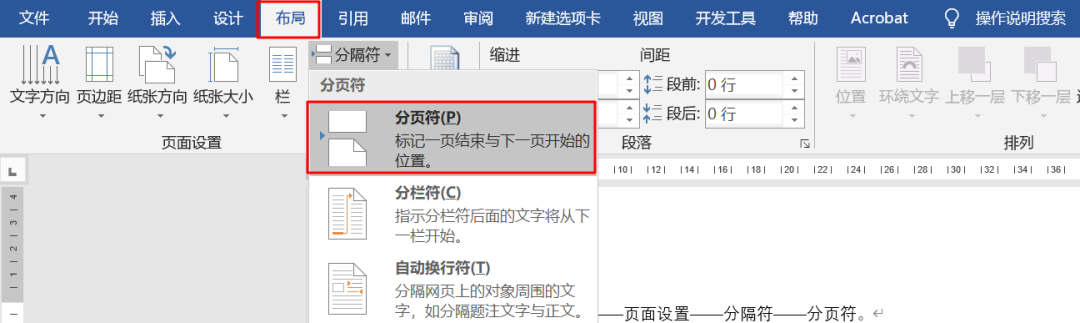 文件 开始 插入 设计 布局 引用 邮件 审阅 新建选项卡 视图 开发工具 帮助 Acrobat 操作说明搜索
分隔符 缩进 间距
文字方向 页边距 纸张方向 纸张大小 栏
段前: 0 行
段后: 0 行
位置 环绕文字 上移一层 下移一层
页面设置 段落 排列
分页符
分页符(P)
标记一页结束与下一页开始的
位置。
分栏符(C)
指示分栏符后面的文字将从下
一栏开始。
自动换行符(T)
分隔网页上的对象周围的文
字，如分隔题注文字与正文。
|10| |12| |14| |16| |18| |20| |22| |24| |26| |28| |30| |32| |34| |36|
4
3
2
1
——页面设置——分隔符——分页符。